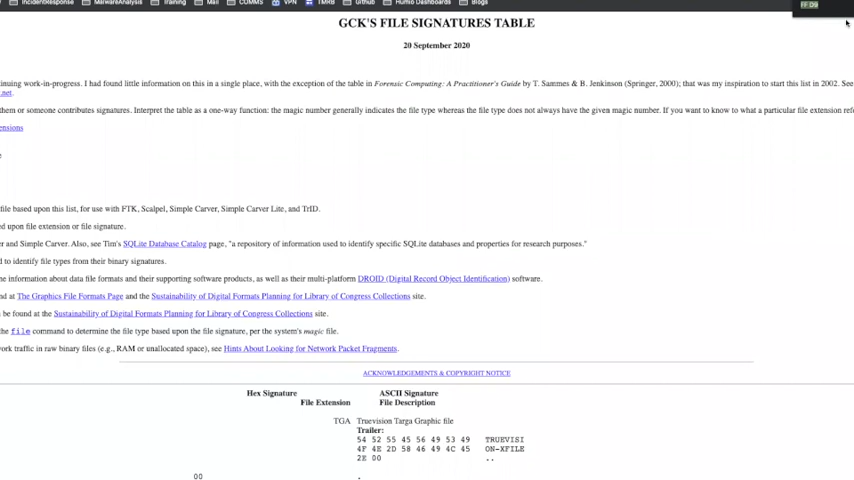 IncidentResponse MalwareAnalysis Training Mail COMMS VPN TMRB Github Humio Dashboards Blogs
FF D9
GCK'S FILE SIGNATURES TABLE
20 September 2020
inuing work-in-progress. I had found little information on this in a single place, with the exception of the table in Forensic Computing: A Practitioner's Guide by T. Sammes & B. Jenkinson (Springer, 2000); that was my inspiration to start this list in 2002. See
.net.
them or someone contributes signatures. Interpret the table as a one-way function: the magic number generally indicates the file type whereas the file type does not always have the given magic number. If you want to know to what a particular file extension refe
ensions
e
file based upon this list, for use with FTK, Scalpel, Simple Carver, Simple Carver Lite, and TrID.
ed upon file extension or file signature.
er and Simple Carver. Also, see Tim's SQLite Database Catalog page, "a repository of information used to identify specific SQLite databases and properties for research purposes."
d to identify file types from their binary signatures.
ne information about data file formats and their supporting software products, as well as their multi-platform DROID (Digital Record Object Identification) software.
nd at The Graphics File Formats Page and the Sustainability of Digital Formats Planning for Library of Congress Collections site.
n be found at the Sustainability of Digital Formats Planning for Library of Congress Collections site.
the file command to determine the file type based upon the file signature, per the system's magic file.
work traffic in raw binary files (e.g., RAM or unallocated space), see Hints About Looking for Network Packet Fragments.
ACKNOWLEDGEMENTS & COPYRIGHT NOTICE
Hex Signature ASCII Signature
File Extension File Description
TGA Truevision Targa Graphic file
Trailer:
54 52 55 45 56 49 53 49 TRUEVISI
4F 4E 2D 58 46 49 4C 45 ON-XFILE
2E 00 ..
00 .